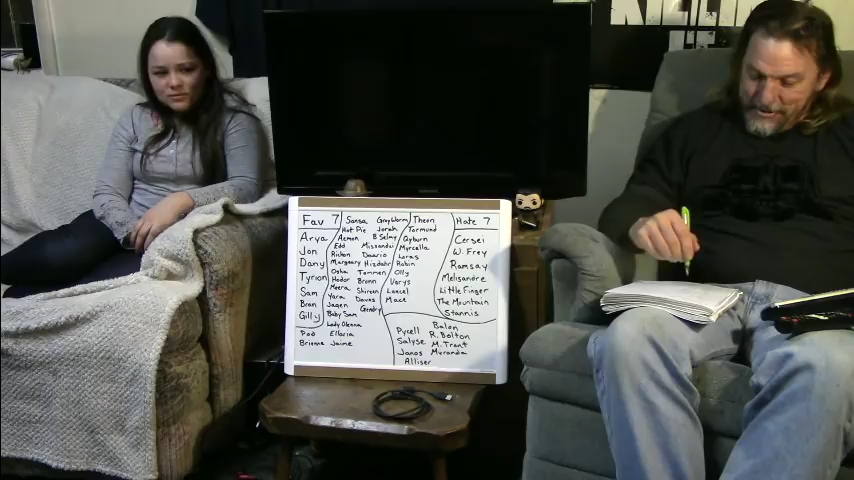 Fav 7
Arya
Jon
Dany
Tyrion
Sam
Bran
Gilly
Pod Ellaria
Brienne Jaime
Sansa Grey Worm
Hot Pie Jorah
Aemon B Selmy
Edd Missandei
Rickon Daario
Margaery Hizdahr
Osha Tommen
Hodor Bronn
Meera Shireen
Yara Davos
Jaqen Gendry
Baby Sam
Lady Olenna
Theon
Tormund
Qyburn
Myrcella
Loras
Robin
Olly
Varys
Lancel
Mace
Hate 7
Cersei
W. Frey
Ramsay
Melisandre
Little Finger
The Mountain
Stannis
Pycell Balon
Salyse R. Bolton
Janos M. Trant
Alliser Myranda